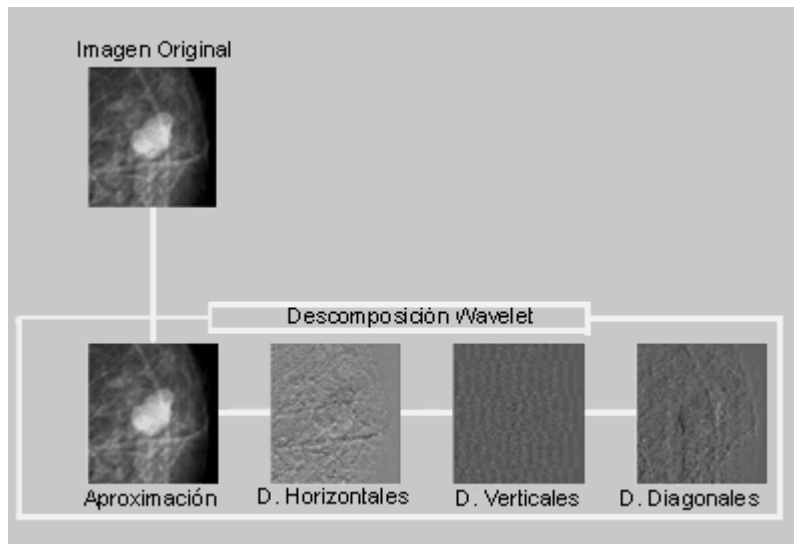 Imagen Original
Descomposición Wavelet
Aproximación
D. Horizontales
D. Verticales
D. Diagonales